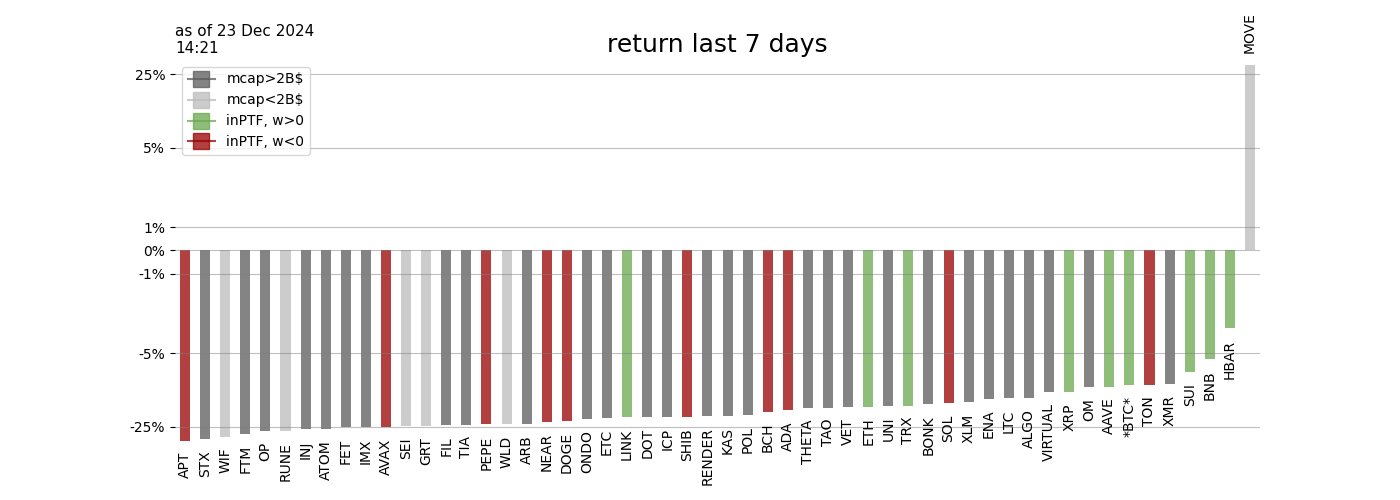 as of 23 Dec 2024
14:21
return last 7 days
MOVE
25%
5%
1%
0%
-1%
-5%
-25%
mcap>2B$
mcap<2B$
inPTF, w>0
inPTF, w<0
APT
STX
WIF
FTM
OP
RUNE
INJ
ATOM
FET
IMX
AVAX
SEI
GRT
FIL
TIA
PEPE
WLD
ARB
NEAR
DOGE
ONDO
ETC
LINK
DOT
ICP
SHIB
RENDER
KAS
POL
BCH
ADA
THETA
TAO
VET
ETH
UNI
TRX
BONK
SOL
XLM
ENA
LTC
ALGO
VIRTUAL
XRP
OM
AAVE
*BTC*
TON
XMR
SUI
BNB
HBAR